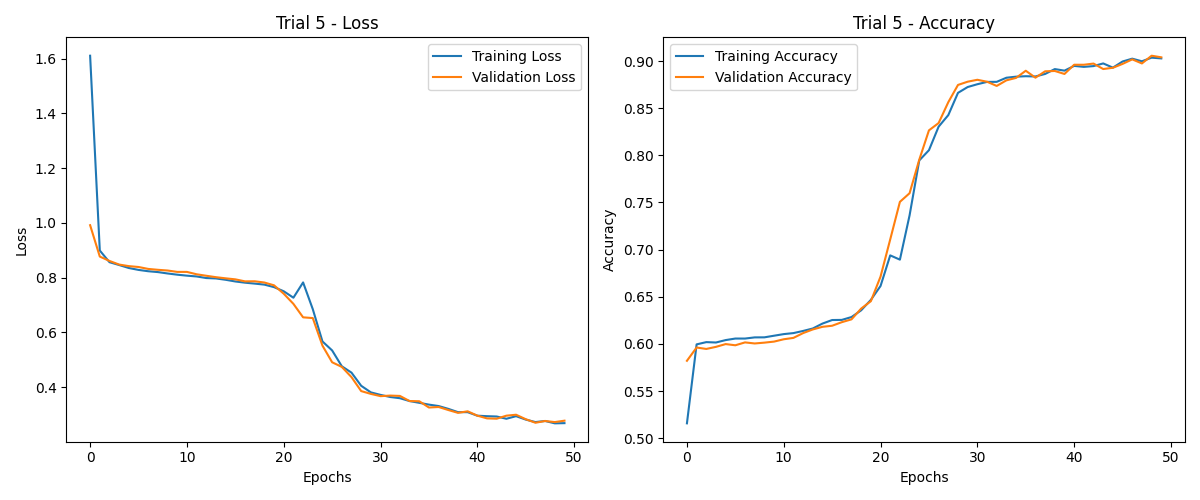 Trial 5 - Loss
1.6
1.4
1.2
1.0
0.8
0.6
0.4
Loss
Training Loss
Validation Loss
0 10 20 30 40 50
Epochs
Trial 5 - Accuracy
0.90
0.85
0.80
0.75
0.70
0.65
0.60
0.55
0.50
Accuracy
Training Accuracy
Validation Accuracy
0 10 20 30 40 50
Epochs